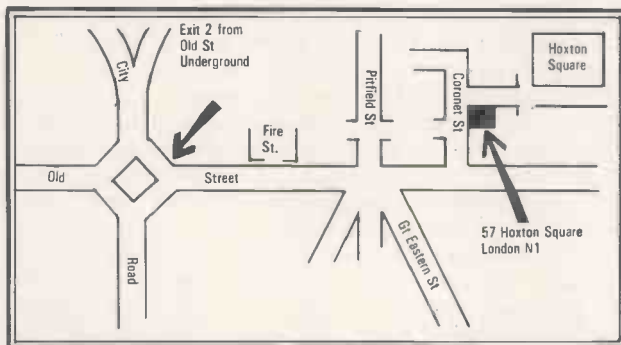 Exit 2 from
Old St
Underground
City
Fire
St.
Pitfield St
Coronet St
Hoxton
Square
Old
Street
Road
Gt Eastern St
57 Hoxton Square
London N1